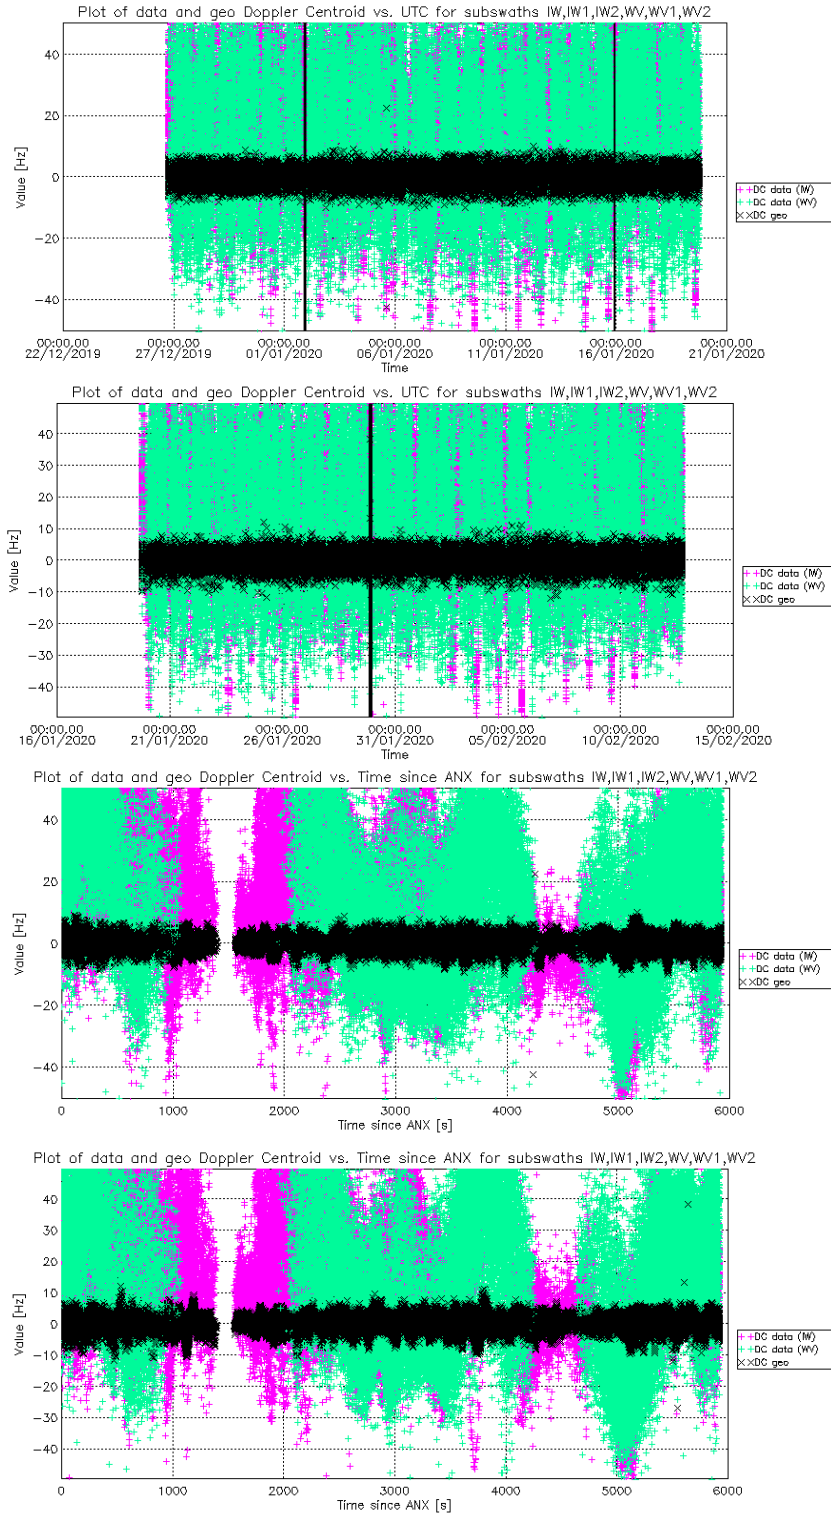 Plot of data and geo Doppler Centroid vs. UTC for subswaths IW,IW1,IW2,WV,WV1,WV2
Value [Hz]
40
20
0
−20
−40
00:00.00 00:00.00 00:00.00 00:00.00 00:00.00 00:00.00 00:00.00
22/12/2019 27/12/2019 01/01/2020 06/01/2020 11/01/2020 16/01/2020 21/01/2020
Time
DC data (IW)
DC data (WV)
DC geo
Plot of data and geo Doppler Centroid vs. UTC for subswaths IW,IW1,IW2,WV,WV1,WV2
Value [Hz]
40
30
20
10
0
−10
−20
−30
−40
00:00.00 00:00.00 00:00.00 00:00.00 00:00.00 00:00.00 00:00.00
16/01/2020 21/01/2020 26/01/2020 31/01/2020 05/02/2020 10/02/2020 15/02/2020
Time
DC data (IW)
DC data (WV)
DC geo
Plot of data and geo Doppler Centroid vs. Time since ANX for subswaths IW,IW1,IW2,WV,WV1,WV2
Value [Hz]
40
20
0
−20
−40
0 1000 2000 3000 4000 5000 6000
Time since ANX [s]
DC data (IW)
DC data (WV)
DC geo
Plot of data and geo Doppler Centroid vs. Time since ANX for subswaths IW,IW1,IW2,WV,WV1,WV2
Value [Hz]
40
30
20
10
0
−10
−20
−30
−40
0 1000 2000 3000 4000 5000 6000
Time since ANX [s]
DC data (IW)
DC data (WV)
DC geo